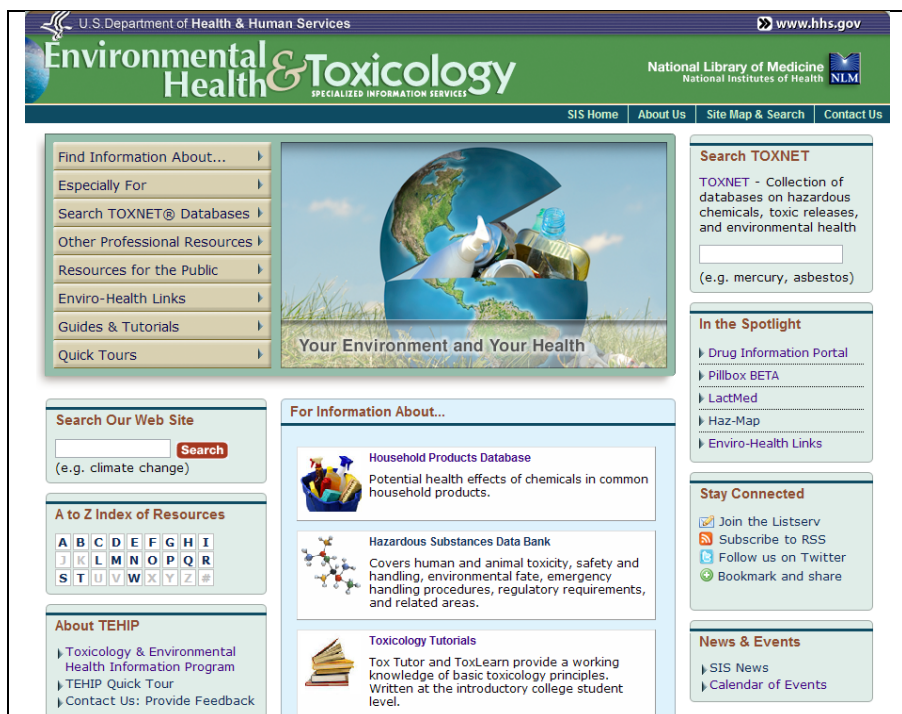 U.S.Department of Health & Human Services
www.hhs.gov
Environmental
Health
& Toxicology
SPECIALIZED INFORMATION SERVICES
National Library of Medicine
National Institutes of Health
NLM
SIS Home
About Us
Site Map & Search
Contact Us
Find Information About...
Especially For
Search TOXNET® Databases
Other Professional Resources
Resources for the Public
Enviro-Health Links
Guides & Tutorials
Quick Tours
Your Environment and Your Health
Search TOXNET
TOXNET - Collection of
databases on hazardous
chemicals, toxic releases,
and environmental health
(e.g. mercury, asbestos)
In the Spotlight
Drug Information Portal
Pillbox BETA
LactMed
Haz-Map
Enviro-Health Links
Search Our Web Site
Search
(e.g. climate change)
A to Z Index of Resources
A B C D E F G H I
J K L M N O P Q R
S T U V W X Y Z #
About TEHIP
Toxicology & Environmental
Health Information Program
TEHIP Quick Tour
Contact Us: Provide Feedback
For Information About...
Household Products Database
Potential health effects of chemicals in common
household products.
Hazardous Substances Data Bank
Covers human and animal toxicity, safety and
handling, environmental fate, emergency
handling procedures, regulatory requirements,
and related areas.
Toxicology Tutorials
Tox Tutor and ToxLearn provide a working
knowledge of basic toxicology principles.
Written at the introductory college student
level.
Stay Connected
Join the Listserv
Subscribe to RSS
Follow us on Twitter
Bookmark and share
News & Events
SIS News
Calendar of Events